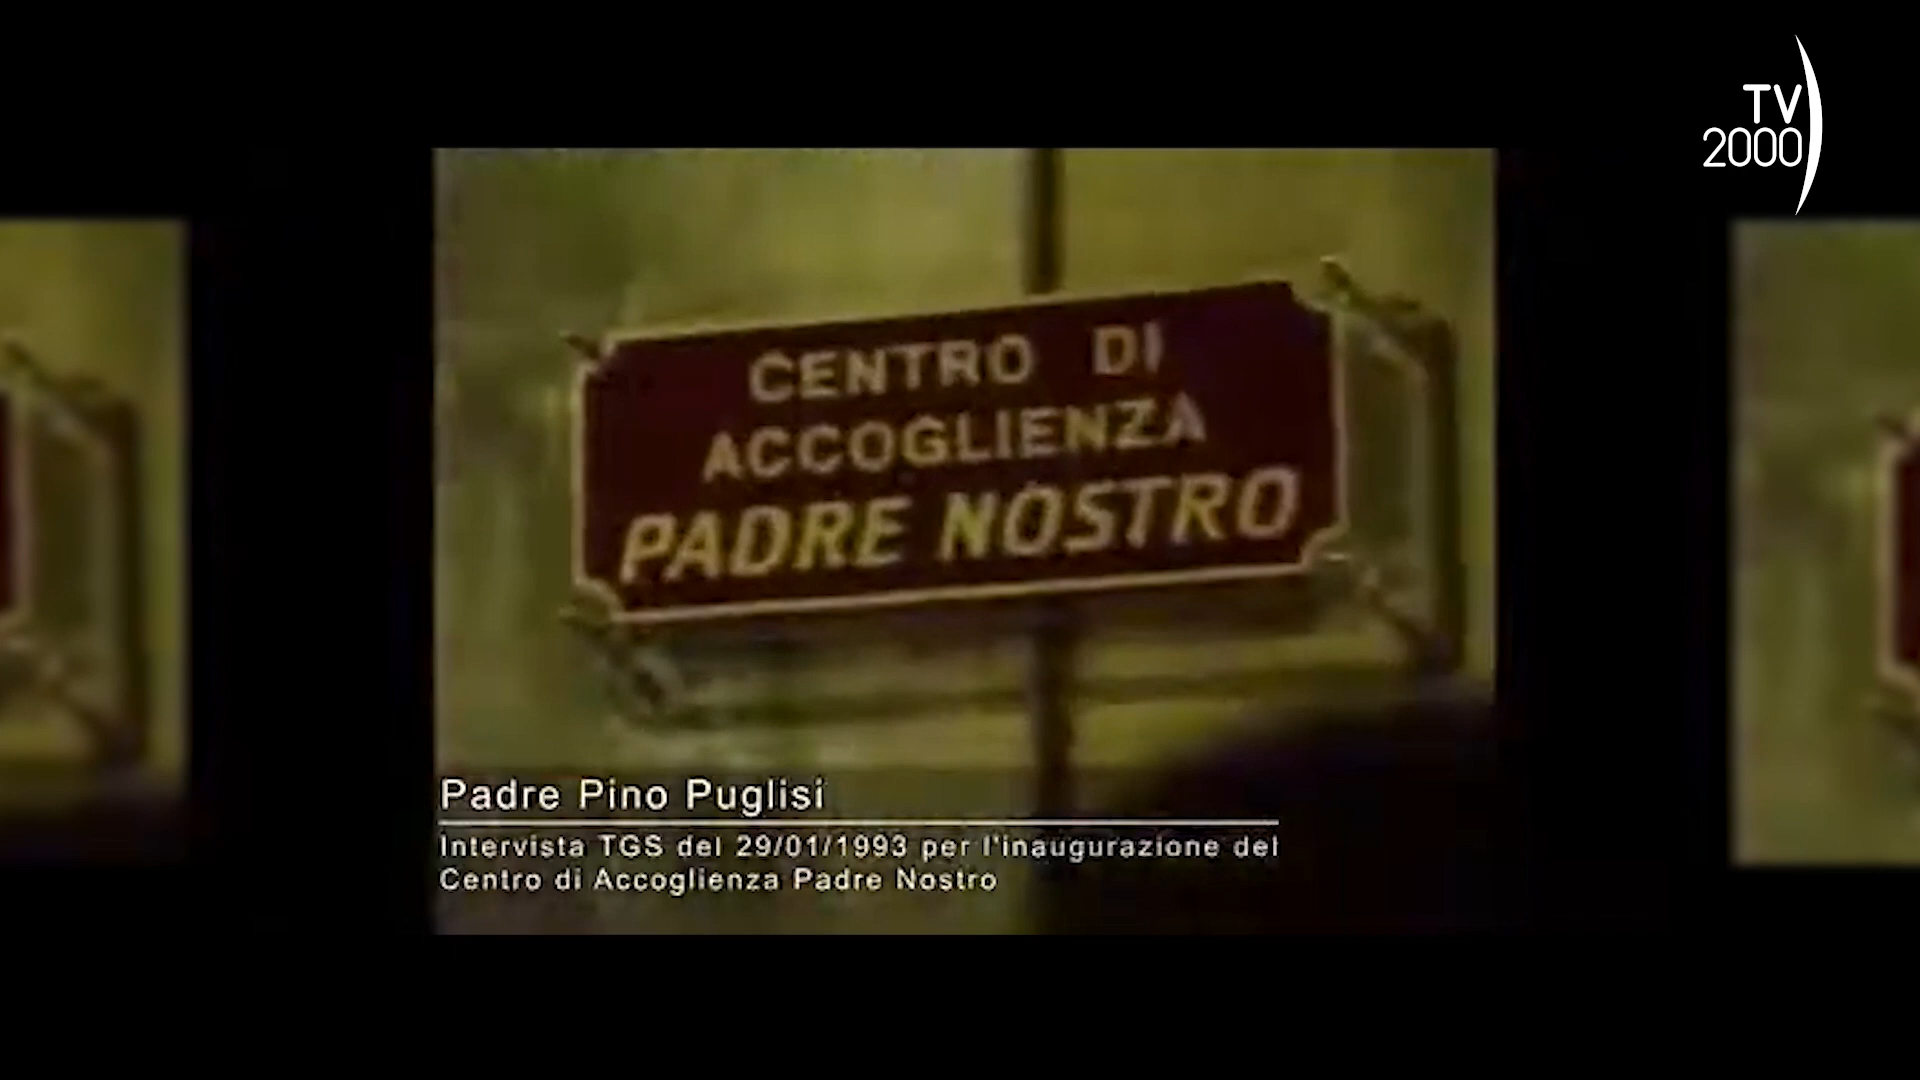 TV
2000
CENTRO DI
ACCOGLIENZA
PADRE NOSTRO
Padre Pino Puglisi
Intervista TGS del 29/01/1993 per l'inaugurazione del
Centro di Accoglienza Padre Nostro